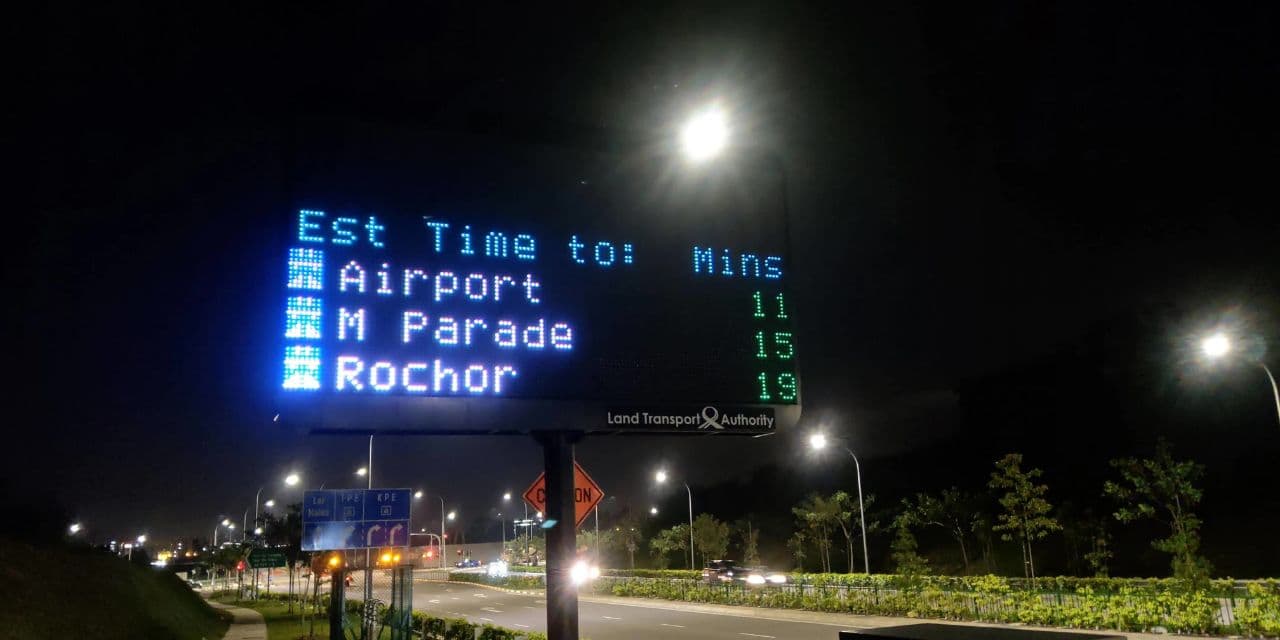 Est Time to: Mins
Airport 11
M Parade 15
Rochor 19
Land Transport Authority
TPE KPE